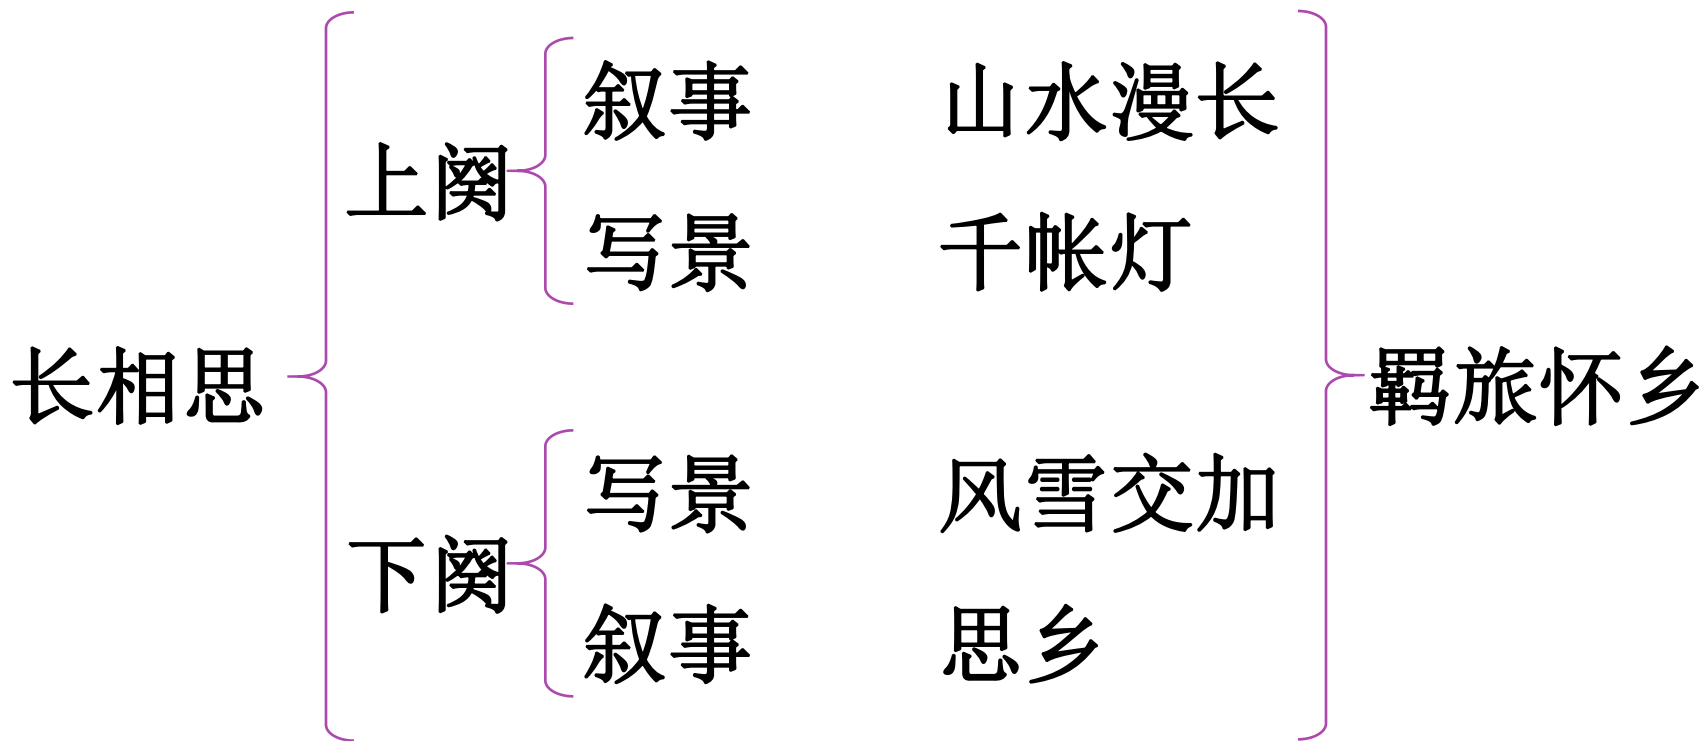 叙事 山水漫长
上阕
写景 千帐灯
长相思 羁旅怀乡
写景 风雪交加
下阕
叙事 思乡